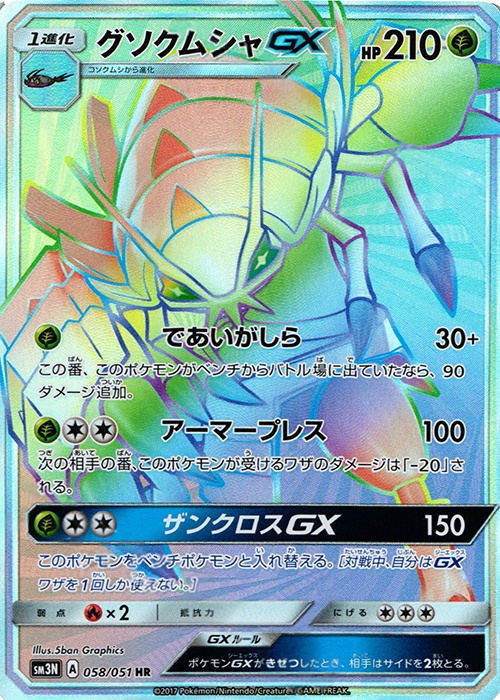 1進化 グソクムシャGX HP210
コソクムシから進化
であいがしら 30+
この番、このポケモンがベンチからバトル場に出ていたなら、90
ダメージ追加。
アーマープレス 100
次の相手の番、このポケモンが受けるワザのダメージは「-20」さ
れる。
ザンクロスGX 150
このポケモンをベンチポケモンと入れ替える。[対戦中、自分はGX
ワザを1回しか使えない。]
弱点 ×2 抵抗力 にげる
Illus.5ban Graphics
GXルール
SM3N A 058/051 HR
ポケモンGXがきぜつしたとき、相手はサイドを2枚とる。
©2017 Pokémon/Nintendo/Creatures/GAME FREAK.